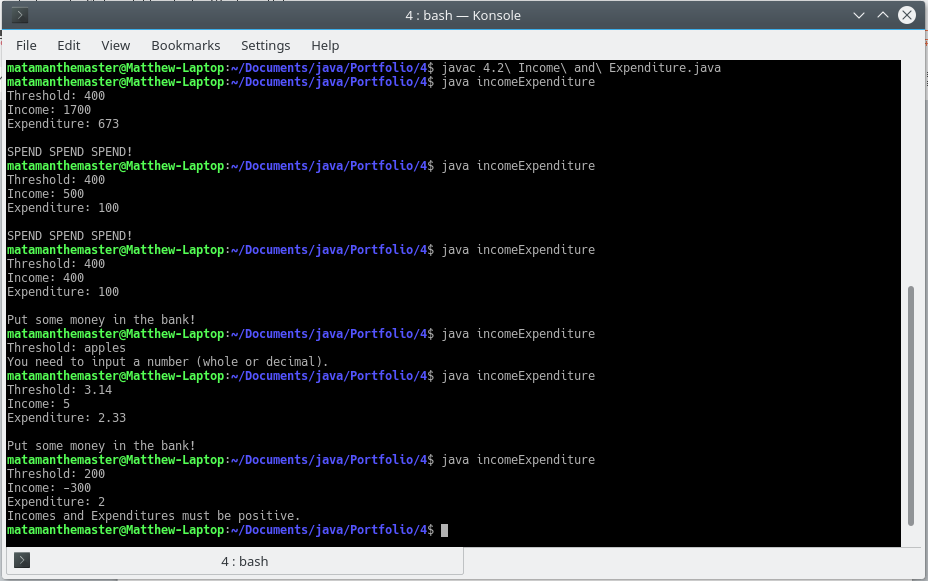 4 : bash — Konsole
File Edit View Bookmarks Settings Help
matamanthemaster@Matthew-Laptop:~/Documents/java/Portfolio/4$ javac 4.2\ Income\ and\ Expenditure.java
matamanthemaster@Matthew-Laptop:~/Documents/java/Portfolio/4$ java incomeExpenditure
Threshold: 400
Income: 1700
Expenditure: 673
SPEND SPEND SPEND!
matamanthemaster@Matthew-Laptop:~/Documents/java/Portfolio/4$ java incomeExpenditure
Threshold: 400
Income: 500
Expenditure: 100
SPEND SPEND SPEND!
matamanthemaster@Matthew-Laptop:~/Documents/java/Portfolio/4$ java incomeExpenditure
Threshold: 400
Income: 400
Expenditure: 100
Put some money in the bank!
matamanthemaster@Matthew-Laptop:~/Documents/java/Portfolio/4$ java incomeExpenditure
Threshold: apples
You need to input a number (whole or decimal).
matamanthemaster@Matthew-Laptop:~/Documents/java/Portfolio/4$ java incomeExpenditure
Threshold: 3.14
Income: 5
Expenditure: 2.33
Put some money in the bank!
matamanthemaster@Matthew-Laptop:~/Documents/java/Portfolio/4$ java incomeExpenditure
Threshold: 200
Income: -300
Expenditure: 2
Incomes and Expenditures must be positive.
matamanthemaster@Matthew-Laptop:~/Documents/java/Portfolio/4$
4 : bash